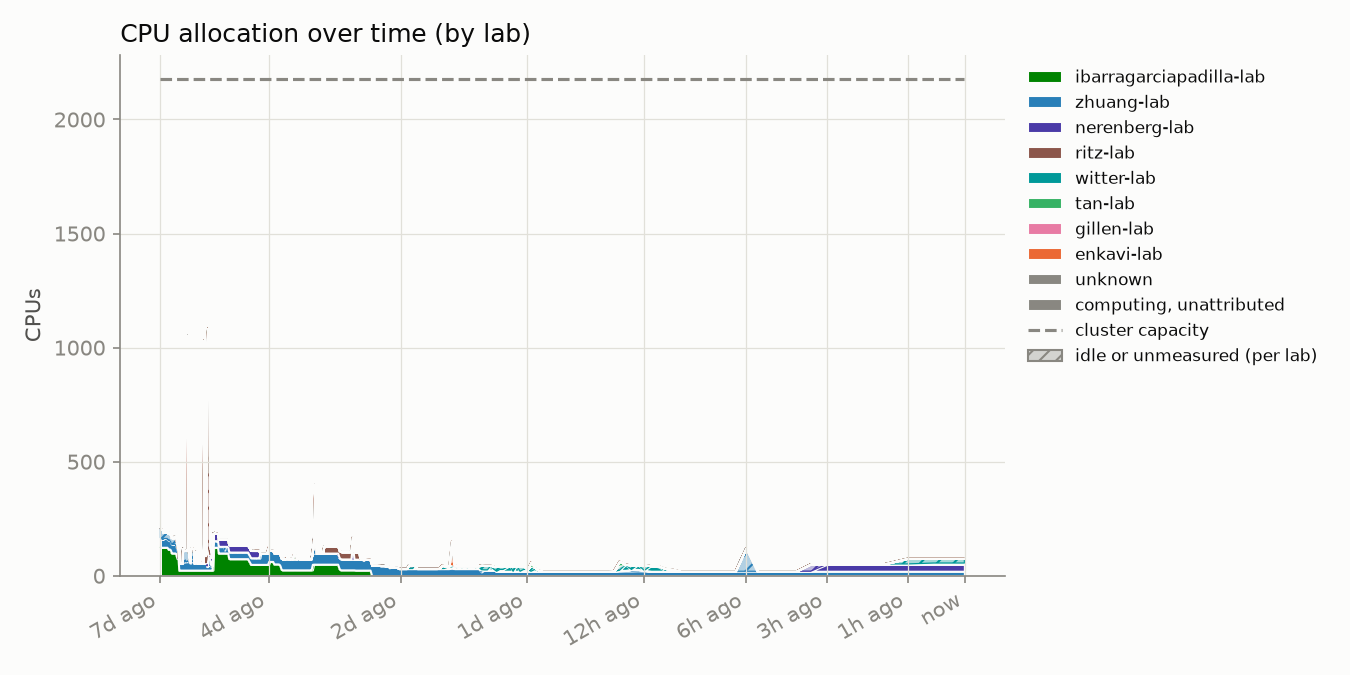 CPU allocation over time (by lab)
CPUs
2000
1500
1000
500
0
7d ago
4d ago
2d ago
1d ago
12h ago
6h ago
3h ago
1h ago
now
ibarragarciapadilla-lab
zhuang-lab
nerenberg-lab
ritz-lab
witter-lab
tan-lab
gillen-lab
enkavi-lab
unknown
computing, unattributed
cluster capacity
idle or unmeasured (per lab)